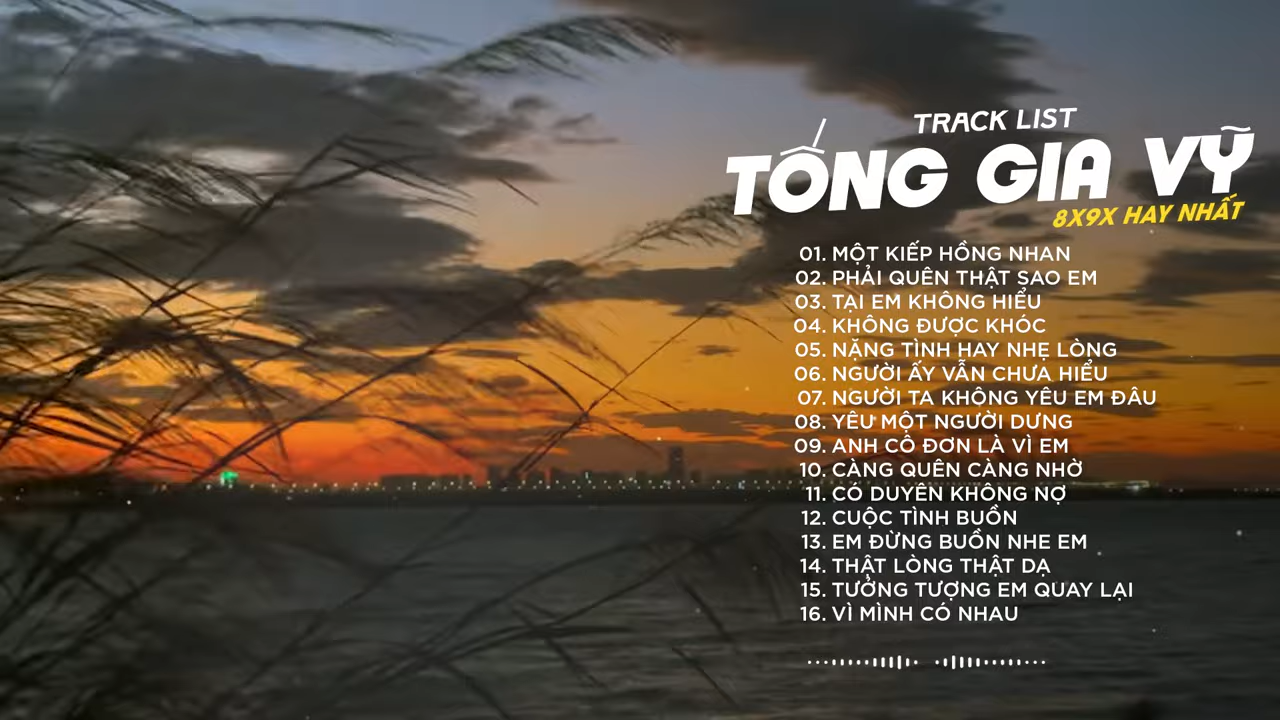 TRACK LIST
TỐNG GIA VỸ
8X9X HAY NHẤT
01. MỘT KIẾP HỒNG NHAN
02. PHẢI QUÊN THẬT SAO EM
03. TẠI EM KHÔNG HIỂU
04. KHÔNG ĐƯỢC KHÓC
05. NẶNG TÌNH HAY NHẸ LÒNG
06. NGƯỜI ẤY VẪN CHƯA HIỂU
07. NGƯỜI TA KHÔNG YÊU EM ĐÂU
08. YÊU MỘT NGƯỜI DƯNG
09. ANH CÔ ĐƠN LÀ VÌ EM
10. CÀNG QUÊN CÀNG NHỜ
11. CÓ DUYÊN KHÔNG NỢ
12. CUỘC TÌNH BUỒN
13. EM ĐỪNG BUỒN NHE EM
14. THẬT LÒNG THẬT DẠ
15. TƯỞNG TƯỢNG EM QUAY LẠI
16. VÌ MÌNH CÓ NHAU